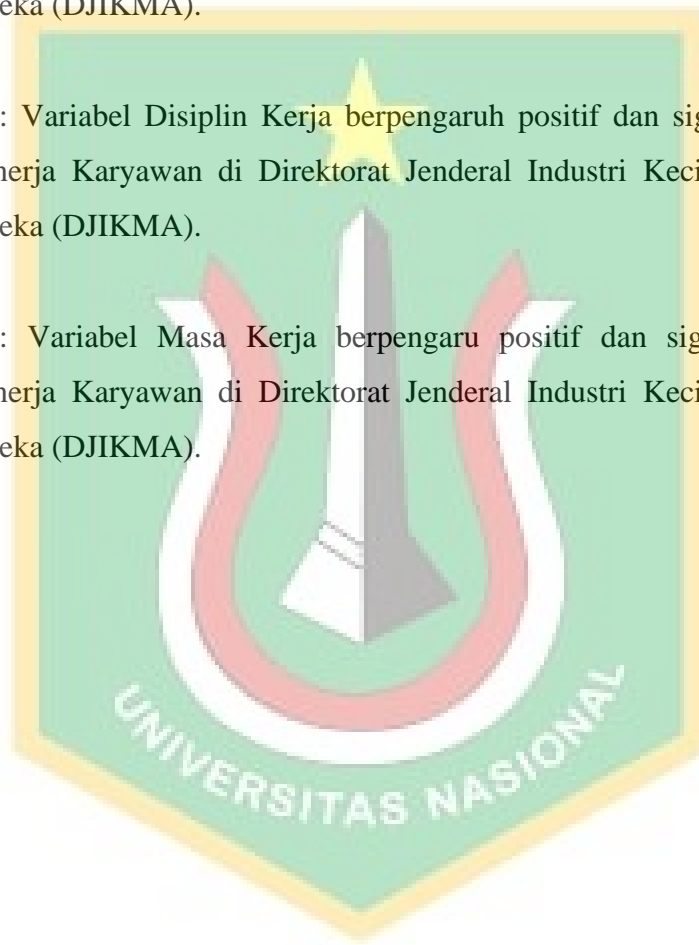 eka (DJIKMA).
: Variabel Disiplin Kerja berpengaruh positif dan sig
nerja Karyawan di Direktorat Jenderal Industri Keci
eka (DJIKMA).
: Variabel Masa Kerja berpengaru positif dan sig
nerja Karyawan di Direktorat Jenderal Industri Keci
eka (DJIKMA).
UNIVERSITAS NASIONAL